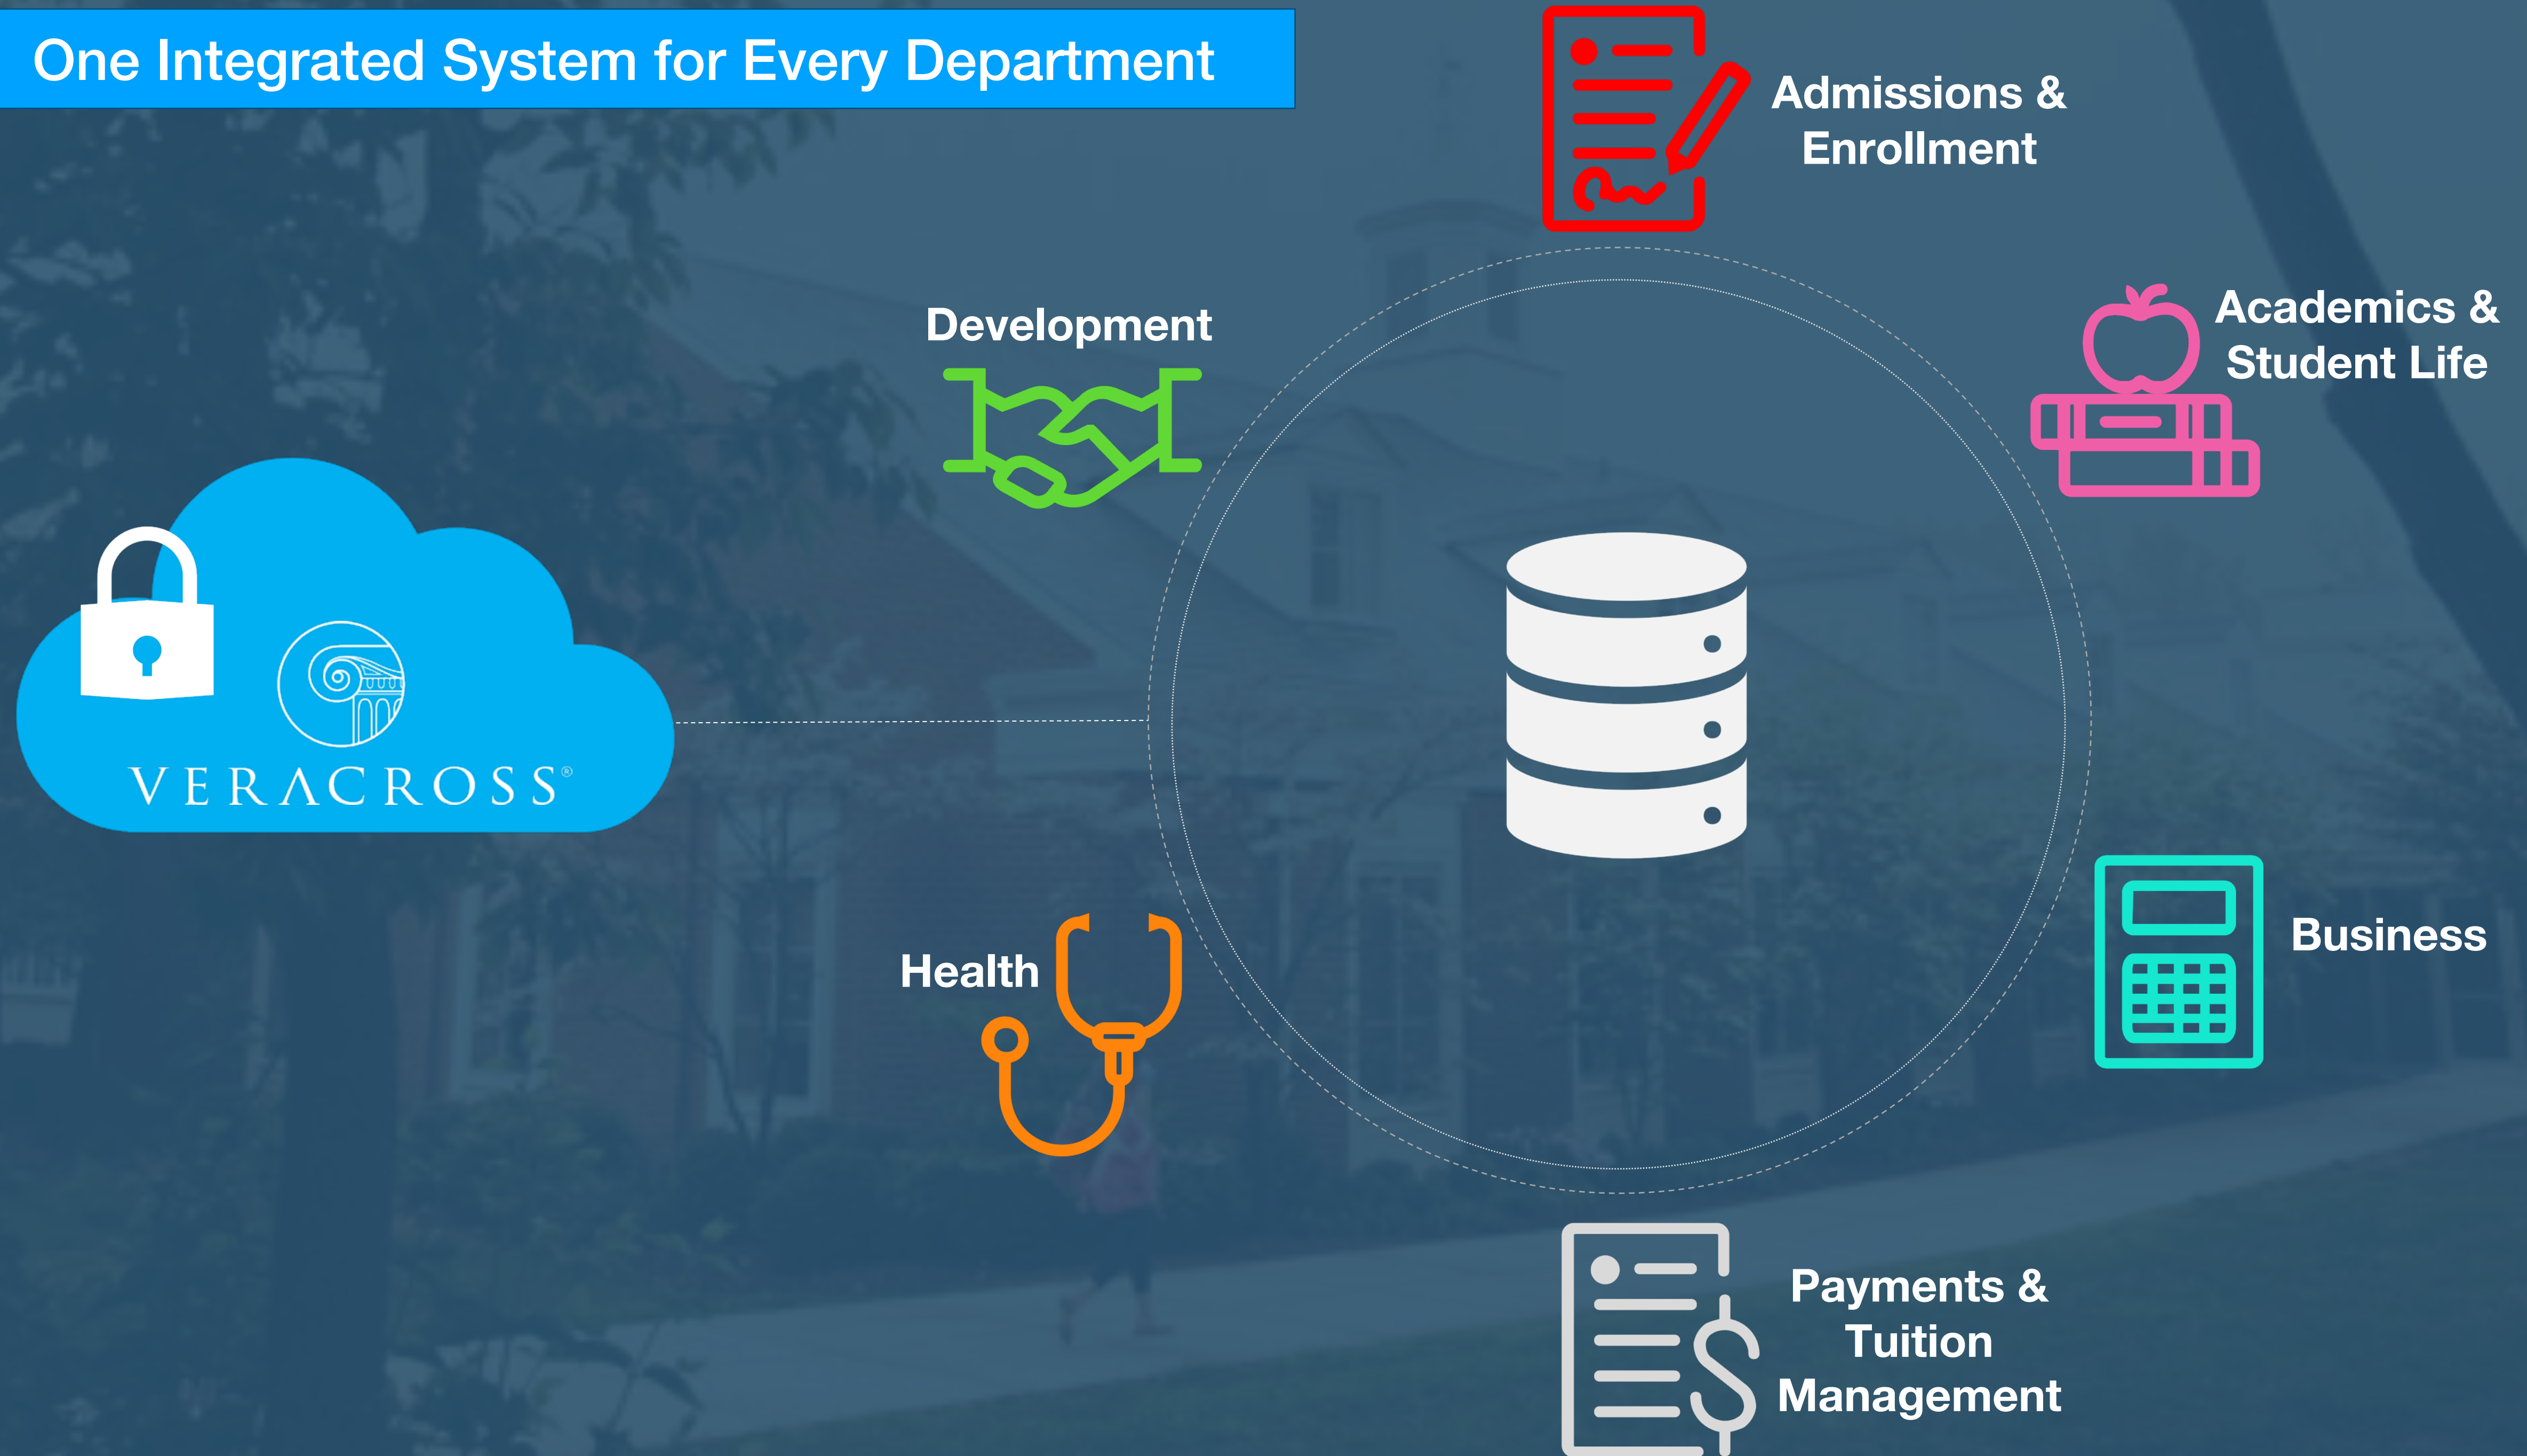 One Integrated System for Every Department
Admissions &
Enrollment
Academics &
Student Life
Development
VERACROSS®
Business
Health
Payments &
Tuition
Management